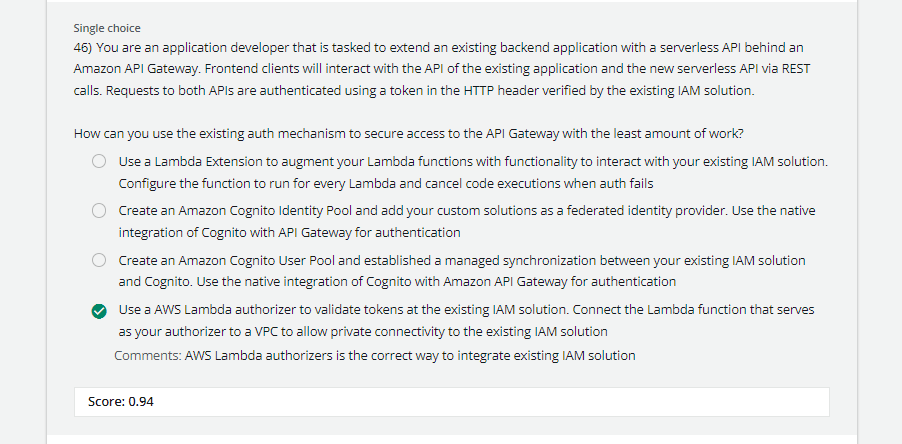 Single choice
46) You are an application developer that is tasked to extend an existing backend application with a serverless API behind an
Amazon API Gateway. Frontend clients will interact with the API of the existing application and the new serverless API via REST
calls. Requests to both APIs are authenticated using a token in the HTTP header verified by the existing IAM solution.
How can you use the existing auth mechanism to secure access to the API Gateway with the least amount of work?
Use a Lambda Extension to augment your Lambda functions with functionality to interact with your existing IAM solution.
Configure the function to run for every Lambda and cancel code executions when auth fails
Create an Amazon Cognito Identity Pool and add your custom solutions as a federated identity provider. Use the native
integration of Cognito with API Gateway for authentication
Create an Amazon Cognito User Pool and established a managed synchronization between your existing IAM solution
and Cognito. Use the native integration of Cognito with Amazon API Gateway for authentication
Use a AWS Lambda authorizer to validate tokens at the existing IAM solution. Connect the Lambda function that serves
as your authorizer to a VPC to allow private connectivity to the existing IAM solution
Comments: AWS Lambda authorizers is the correct way to integrate existing IAM solution
Score: 0.94